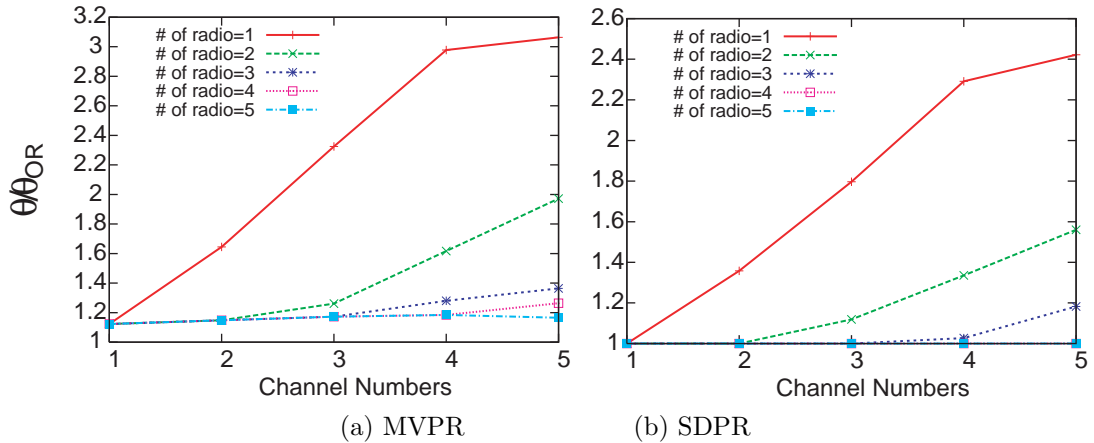 3.2
3
2.8
2.6
2.4
2.2
2
1.8
1.6
1.4
1.2
1
θ/θOR
# of radio=1
# of radio=2
# of radio=3
# of radio=4
# of radio=5
1 2 3 4 5
Channel Numbers
(a) MVPR
2.6
2.4
2.2
2
1.8
1.6
1.4
1.2
1
# of radio=1
# of radio=2
# of radio=3
# of radio=4
# of radio=5
1 2 3 4 5
Channel Numbers
(b) SDPR